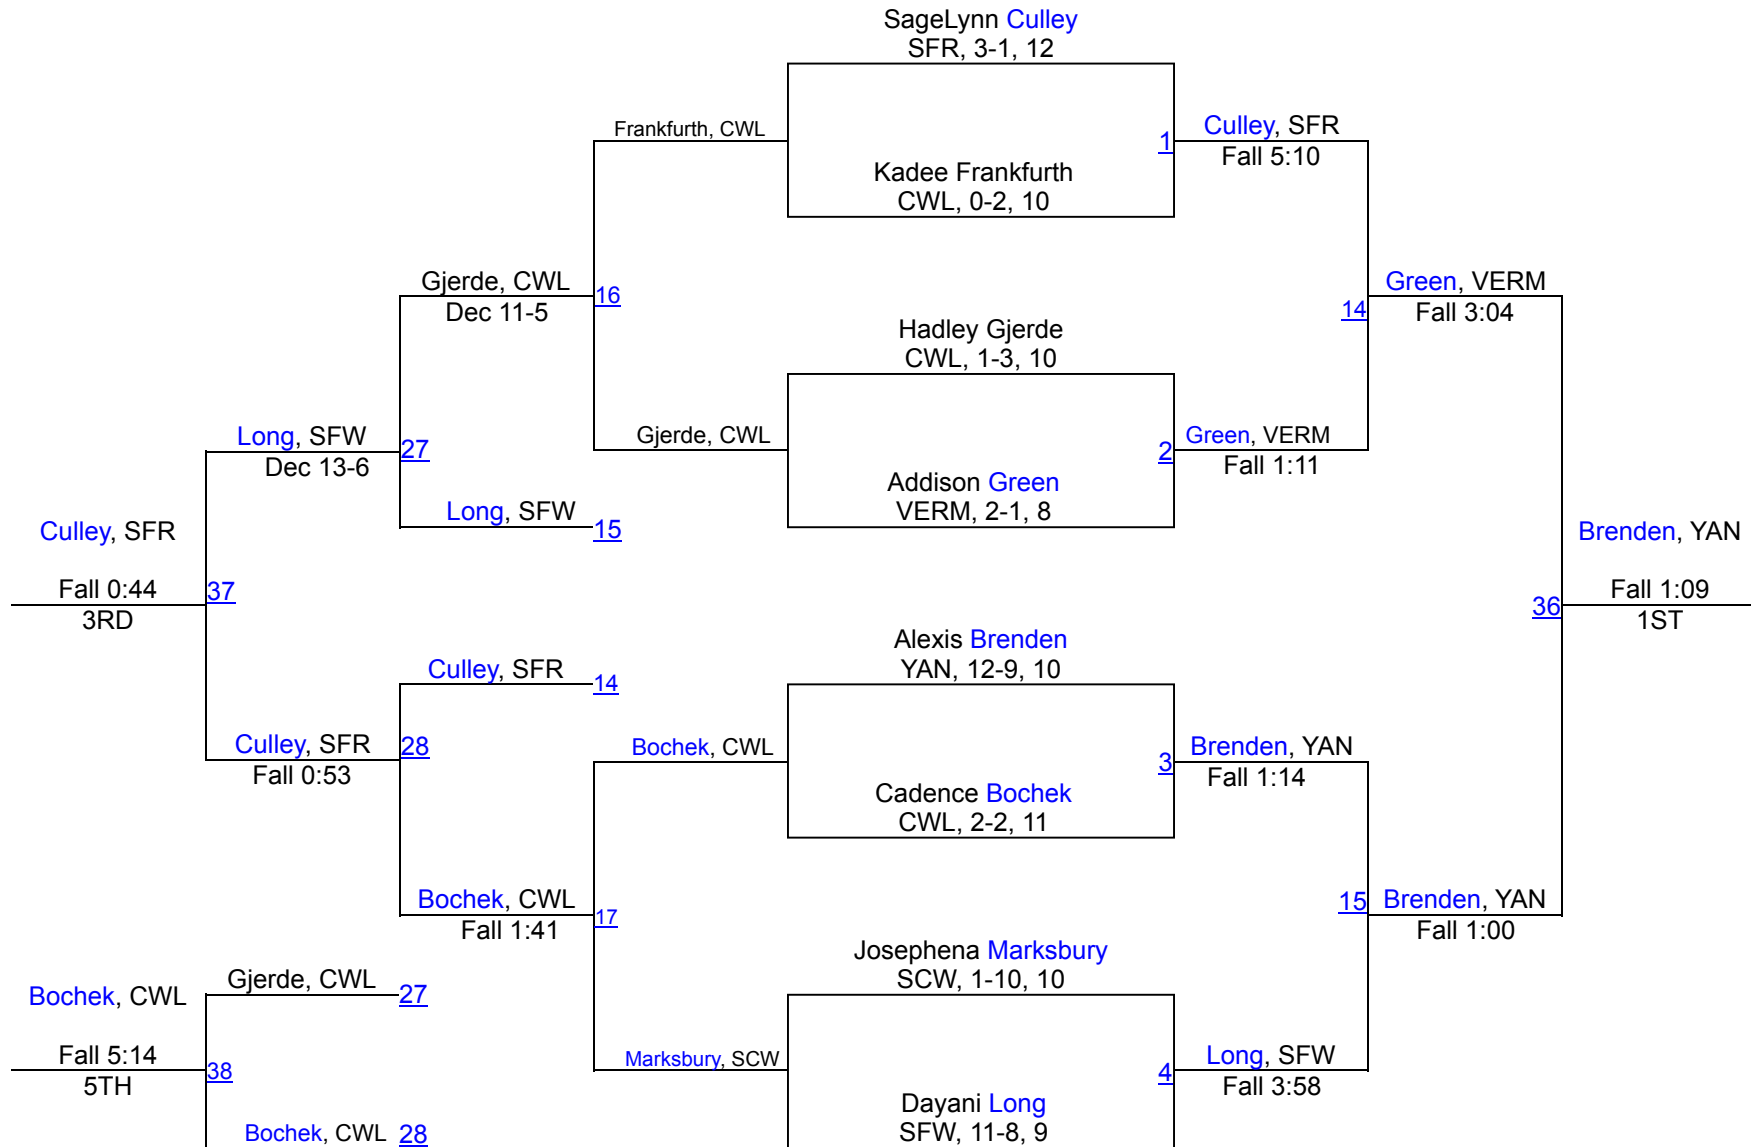 SageLynn Culley
SFR, 3-1, 12
Frankfurth, CWL
1
Culley, SFR
Fall 5:10
Kadee Frankfurth
CWL, 0-2, 10
Gjerde, CWL
Dec 11-5
16
Green, VERM
Fall 3:04
14
Hadley Gjerde
CWL, 1-3, 10
Long, SFW
Dec 13-6
27
Gjerde, CWL
2
Green, VERM
Fall 1:11
Addison Green
VERM, 2-1, 8
Long, SFW
15
Culley, SFR
Fall 0:44
3RD
37
Brenden, YAN
Fall 1:09
1ST
36
Alexis Brenden
YAN, 12-9, 10
Culley, SFR
14
Culley, SFR
Fall 0:53
28
Bochek, CWL
3
Brenden, YAN
Fall 1:14
Cadence Bochek
CWL, 2-2, 11
Bochek, CWL
Fall 1:41
17
15
Brenden, YAN
Fall 1:00
Josephena Marksbury
SCW, 1-10, 10
Gjerde, CWL
27
Bochek, CWL
Fall 5:14
5TH
38
Marksbury, SCW
4
Long, SFW
Fall 3:58
Dayani Long
SFW, 11-8, 9
Bochek, CWL
28